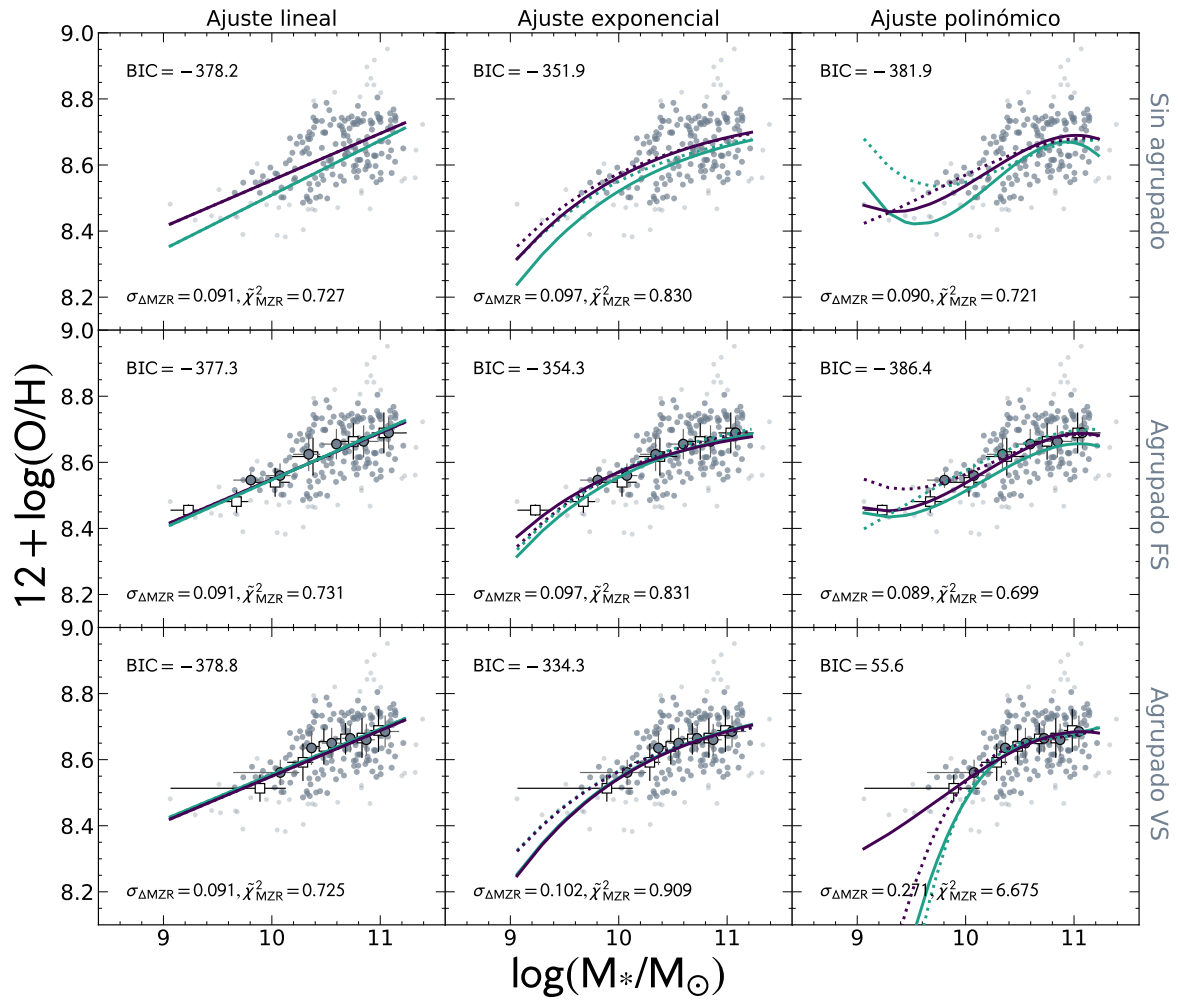 Ajuste lineal Ajuste exponencial Ajuste polinómico
9.0
BIC = −378.2 BIC = −351.9 BIC = −381.9
8.8
8.6
8.4
σΔMZR = 0.091, χ̃²MZR = 0.727 σΔMZR = 0.097, χ̃²MZR = 0.830 σΔMZR = 0.090, χ̃²MZR = 0.721
8.2
Sin agrupado
9.0
BIC = −377.3 BIC = −354.3 BIC = −386.4
8.8
8.6
8.4
σΔMZR = 0.091, χ̃²MZR = 0.731 σΔMZR = 0.097, χ̃²MZR = 0.831 σΔMZR = 0.089, χ̃²MZR = 0.699
8.2
Agrupado FS
9.0
BIC = −378.8 BIC = −334.3 BIC = 55.6
8.8
8.6
8.4
σΔMZR = 0.091, χ̃²MZR = 0.725 σΔMZR = 0.102, χ̃²MZR = 0.909 σΔMZR = 0.271, χ̃²MZR = 6.675
8.2
Agrupado VS
9 10 11 9 10 11 9 10 11
12 + log(O/H)
log(M*/M⊙)